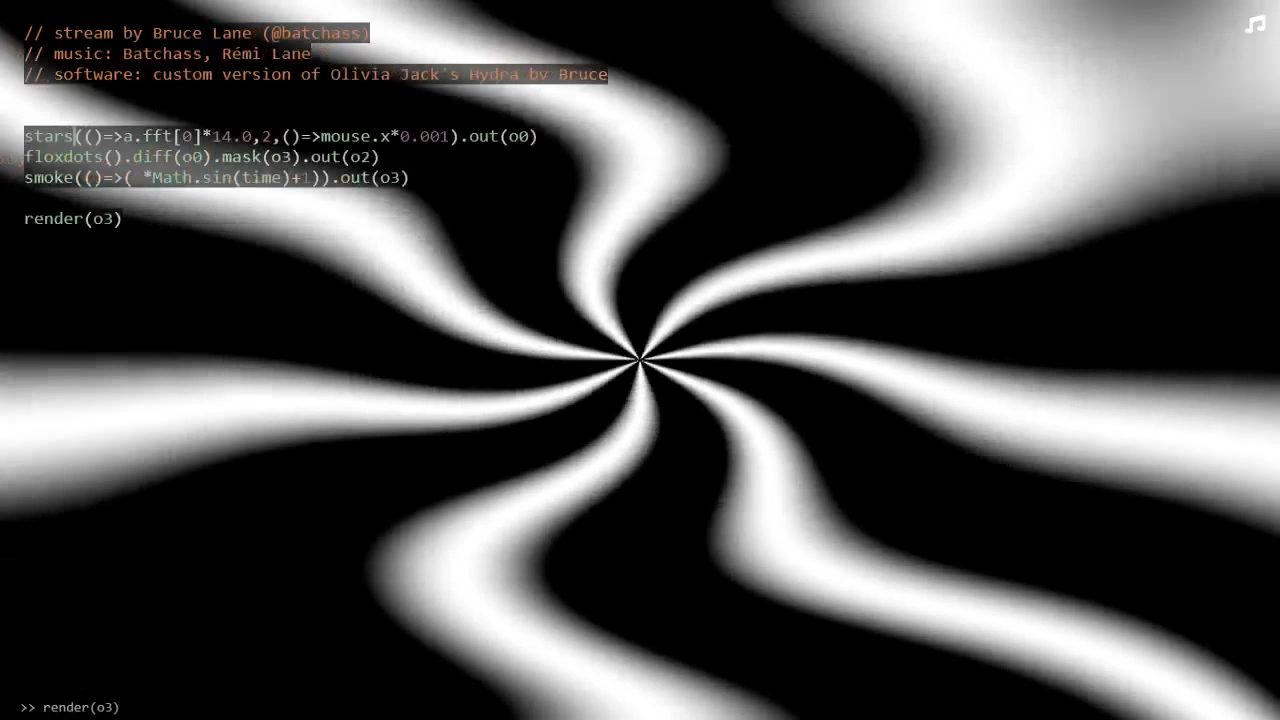 // stream by Bruce Lane (@batchass)
// music: Batchass, Rémi Lane
// software: custom version of Olivia Jack's Hydra by Bruce
stars(()=>a.fft[0]*14.0,2,()=>mouse.x*0.001).out(o0)
floxdots().diff(o0).mask(o3).out(o2)
smoke(()=>( *Math.sin(time)+1)).out(o3)
render(o3)
>> render(o3)